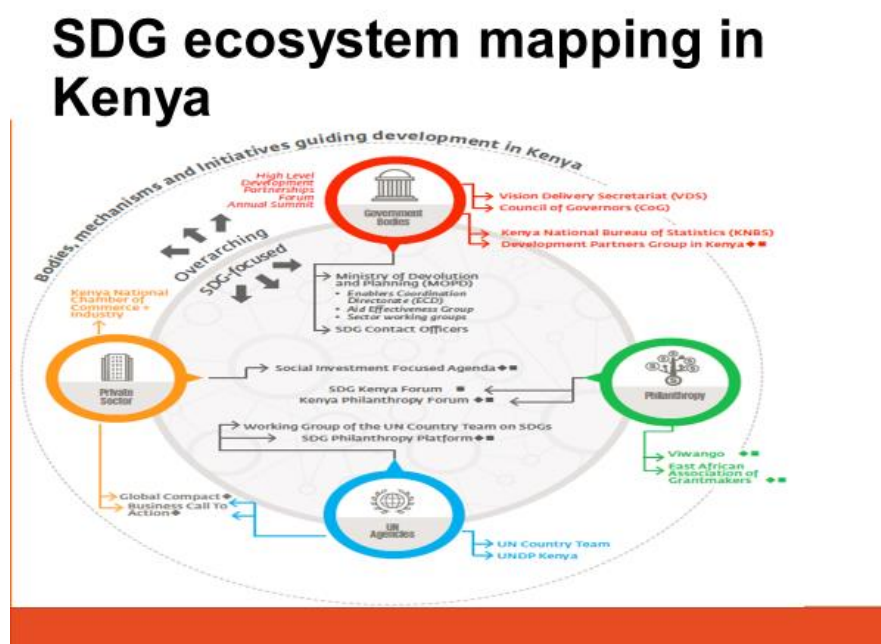 SDG ecosystem mapping in
Kenya
Bodies, mechanisms and Initiatives guiding development in Kenya
High Level
Development
Partnerships
Forum
Annual Summit
Government
Bodies
Vision Delivery Secretariat (VDS)
Council of Governors (CoG)
Kenya National Bureau of Statistics (KNBS)
Development Partners Group in Kenya◆■
Overarching
SDG-focused
Ministry of Devolution
and Planning (MOPD)
• Enablers Coordination
Directorate (ECD)
• Aid Effectiveness Group
• Sector working groups
SDG Contact Officers
Kenya National
Chamber of
Commerce +
Industry
Private
Sector
Social Investment Focused Agenda◆■
SDG Kenya Forum ■
Kenya Philanthropy Forum ◆■
Philanthropy
Working Group of the UN Country Team on SDGs
SDG Philanthropy Platform◆■
Viwango ◆■
East African
Association of
Grantmakers ◆■
Global Compact◆
Business Call To
Action◆
UN
Agencies
UN Country Team
UNDP Kenya